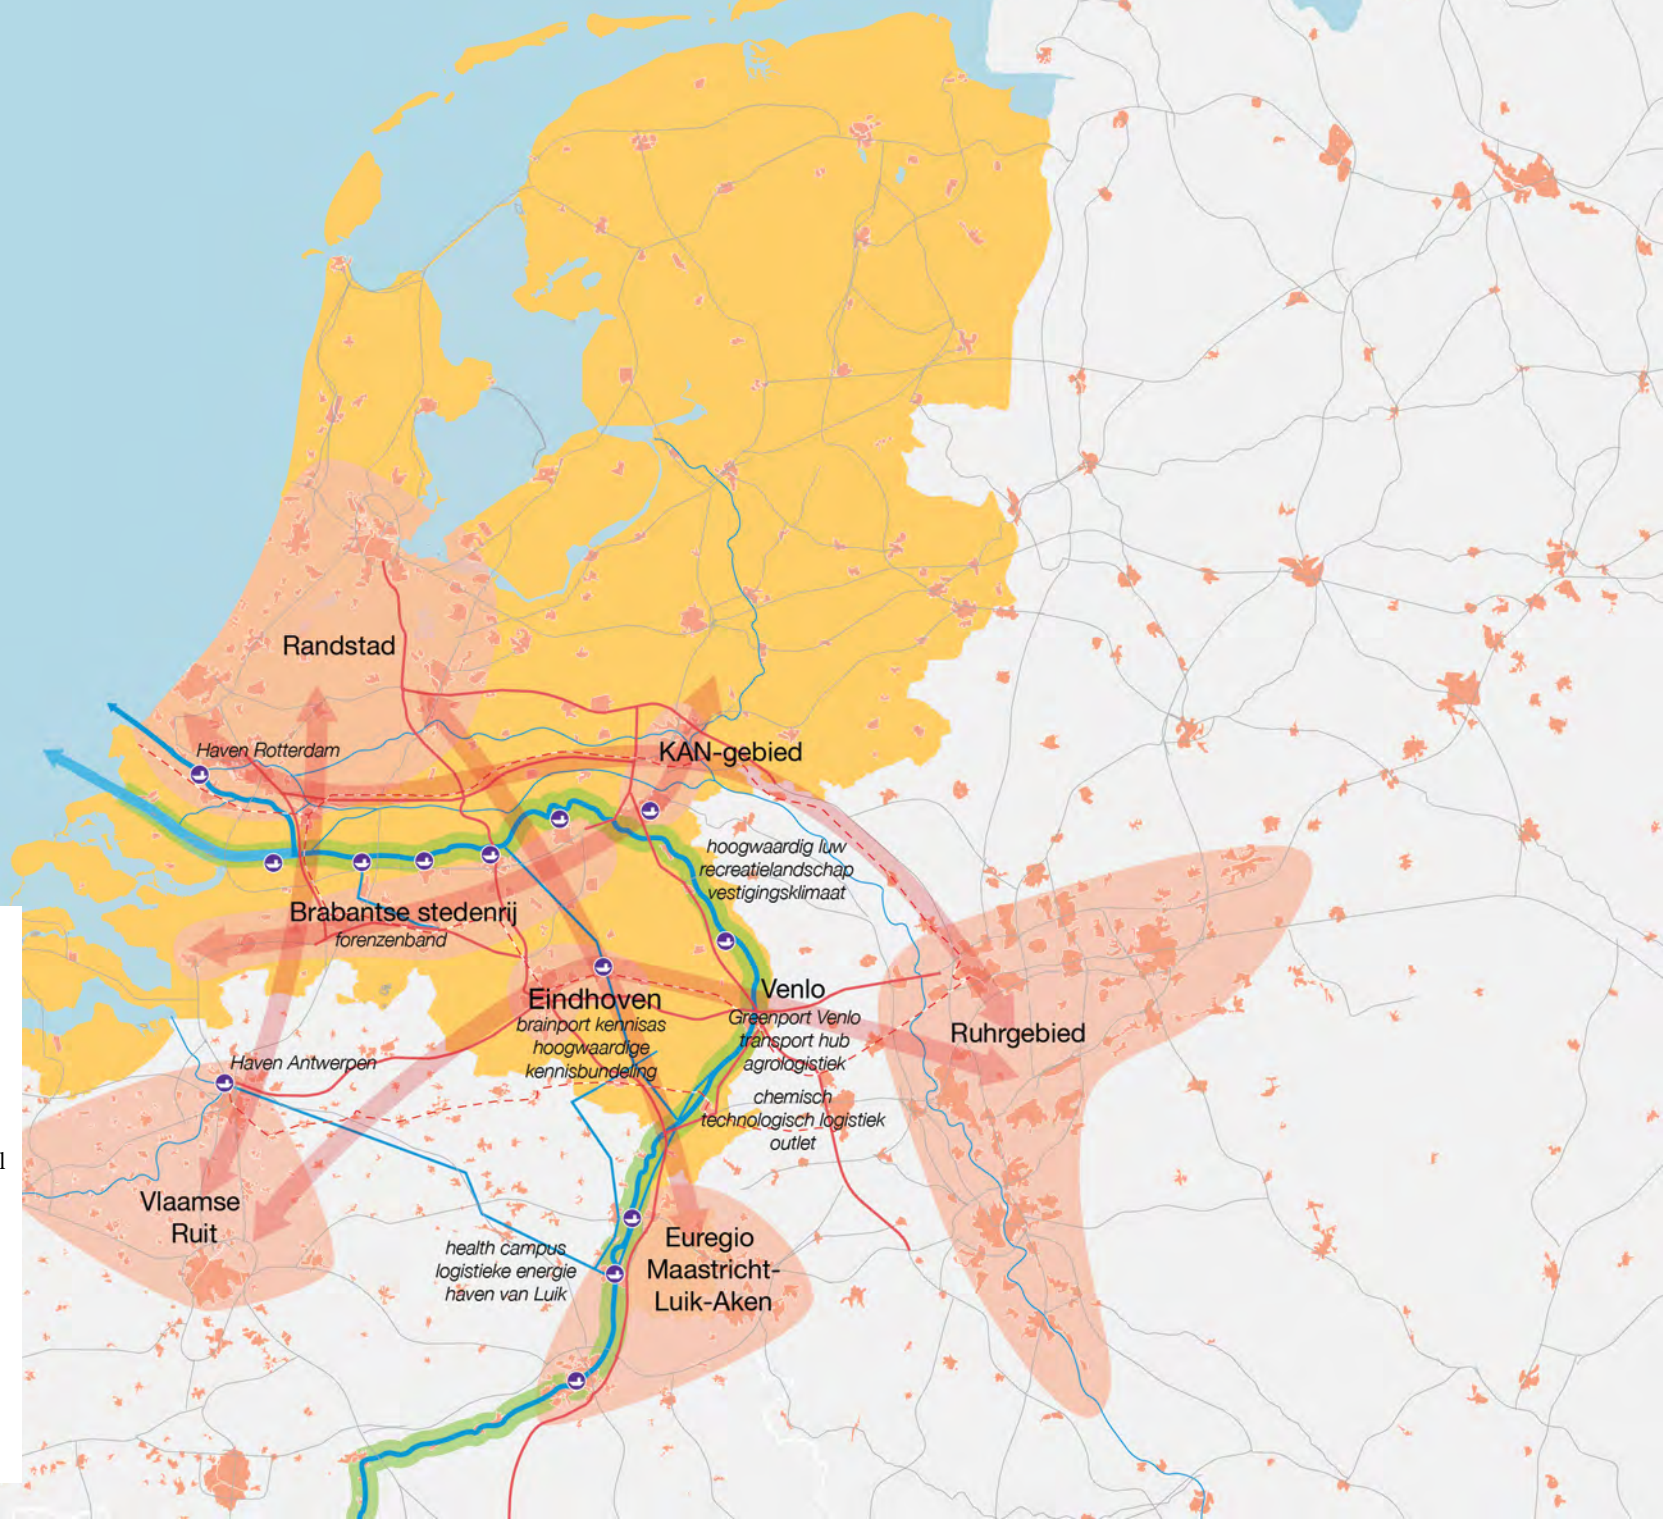 Randstad
Haven Rotterdam
KAN-gebied
hoogwaardig luw
recreatielandschap
vestigingsklimaat
Brabantse stedenrij
forenzenband
Eindhoven
brainport kennisas
hoogwaardige
kennisbundeling
Venlo
Greenport Venlo
transport hub
agrologistiek
Ruhrgebied
Haven Antwerpen
chemisch
technologisch logistiek
outlet
l
Vlaamse
Ruit
health campus
logistieke energie
haven van Luik
Euregio
Maastricht-
Luik-Aken